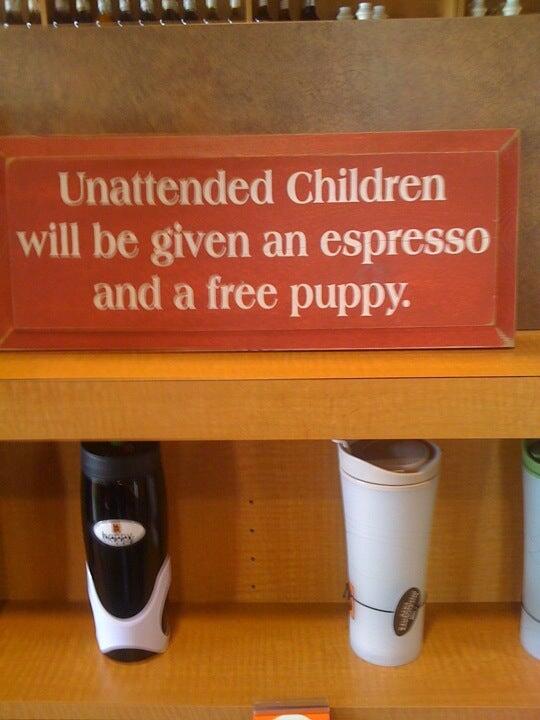 Unattended Children
will be given an espresso
and a free puppy.